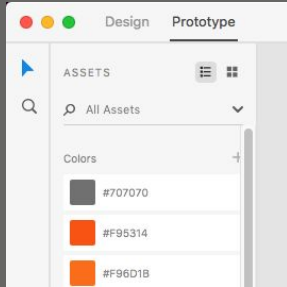 Design Prototype
ASSETS
All Assets
Colors
#707070
#F95314
#F96D1B